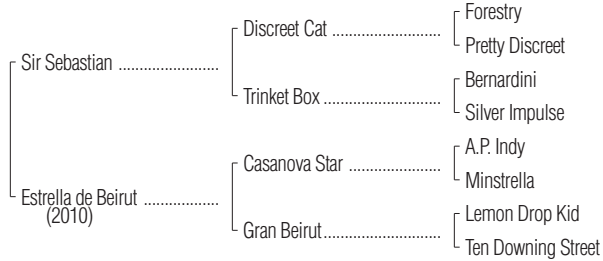 Forestry
Discreet Cat ........................
Pretty Discreet
Sir Sebastian ......................
Bernardini
Trinket Box ..........................
Silver Impulse
A.P. Indy
Casanova Star ....................
Minstrella
Estrella de Beirut ................
(2010)
Lemon Drop Kid
Gran Beirut..........................
Ten Downing Street